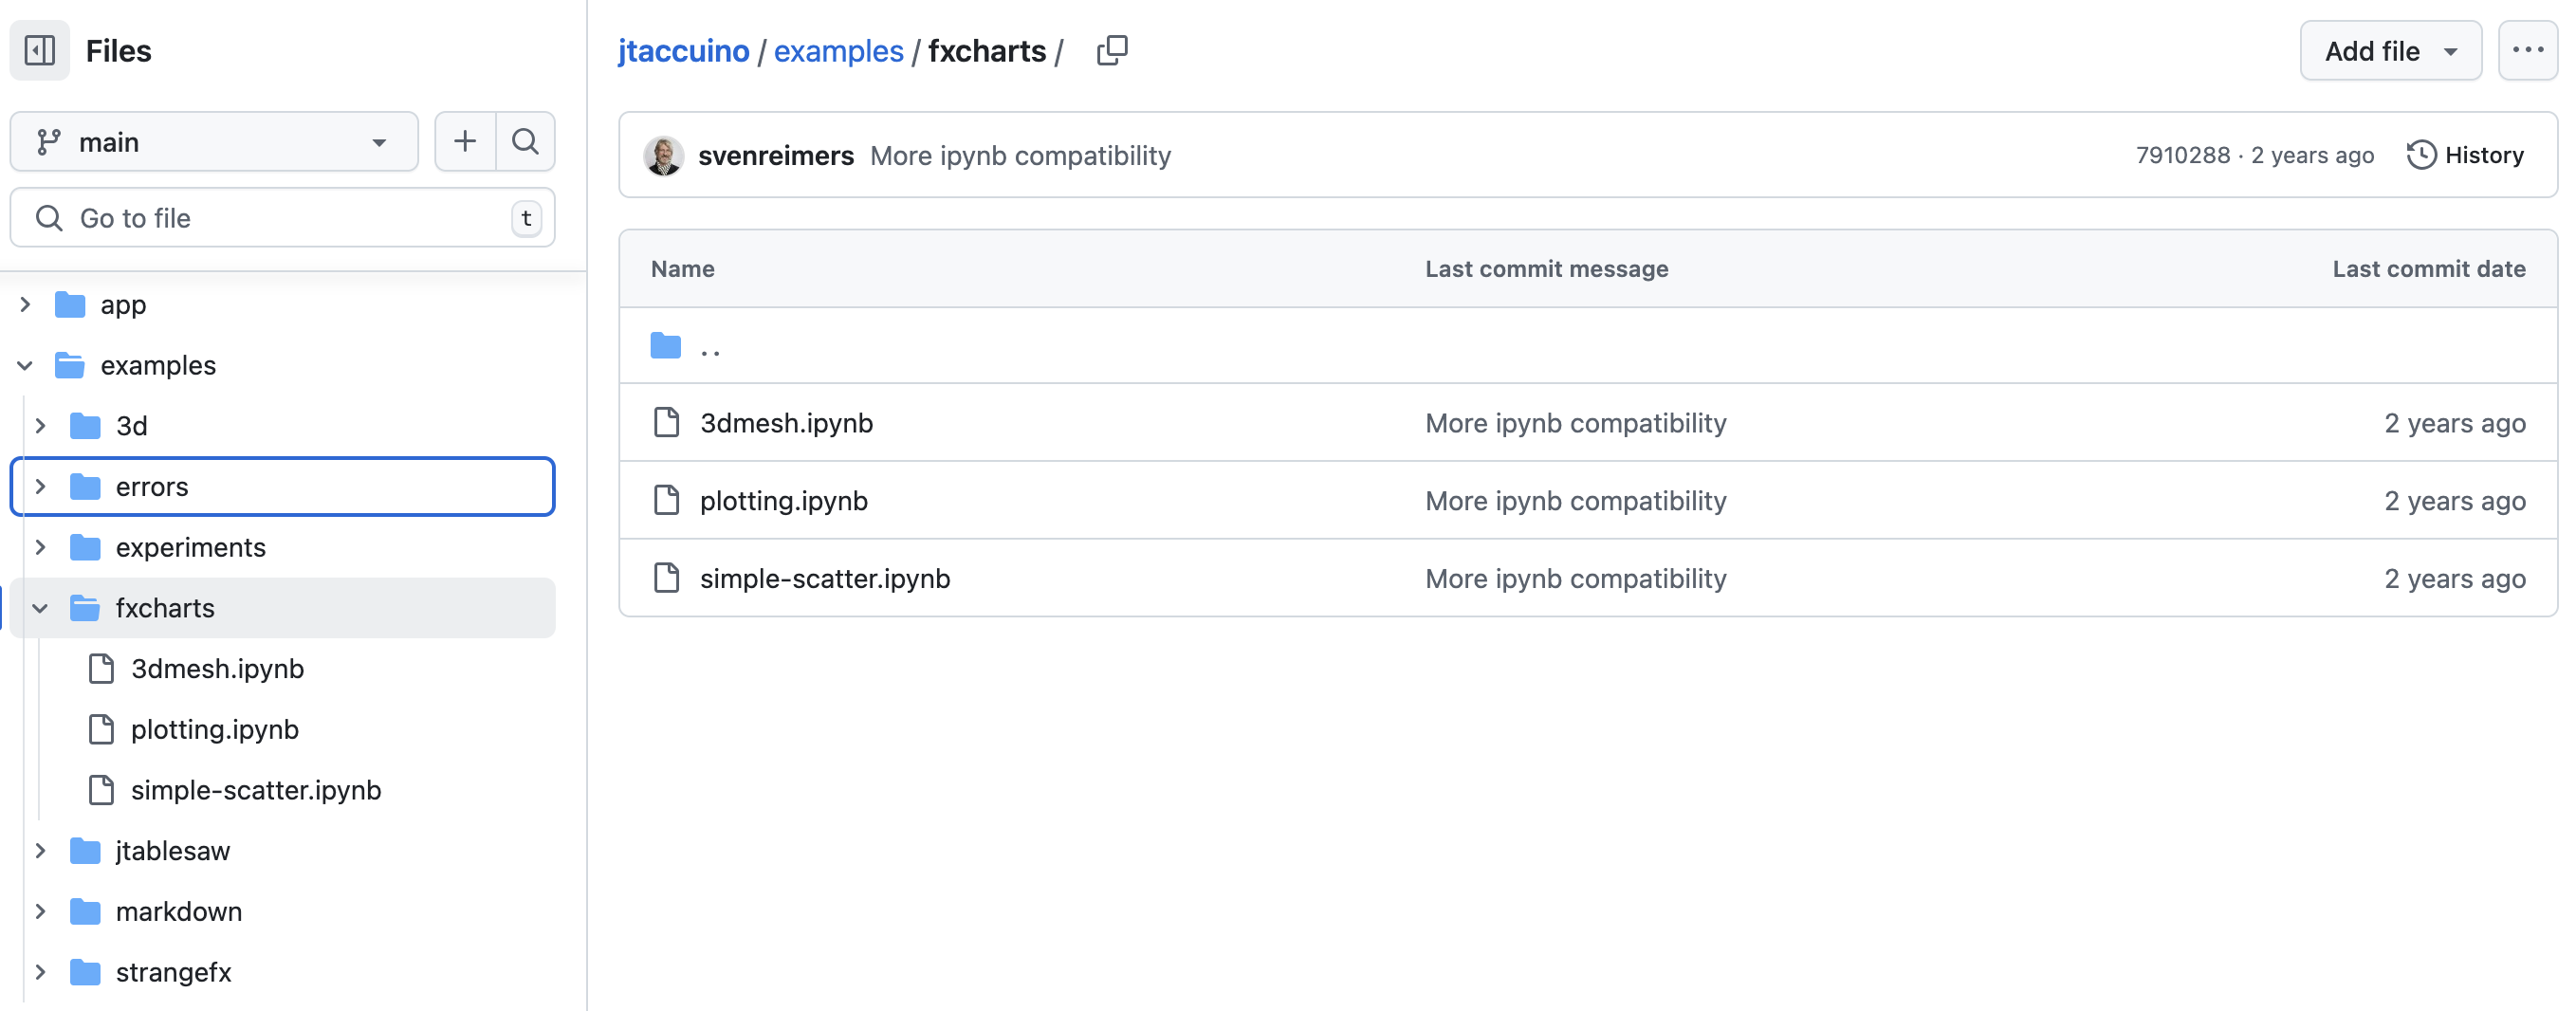 Files
main
Go to file
t
app
examples
3d
errors
experiments
fxcharts
3dmesh.ipynb
plotting.ipynb
simple-scatter.ipynb
jtablesaw
markdown
strangefx
jtaccuino / examples / fxcharts /
Add file
svenreimers More ipynb compatibility 7910288 · 2 years ago History
Name Last commit message Last commit date
..
3dmesh.ipynb More ipynb compatibility 2 years ago
plotting.ipynb More ipynb compatibility 2 years ago
simple-scatter.ipynb More ipynb compatibility 2 years ago